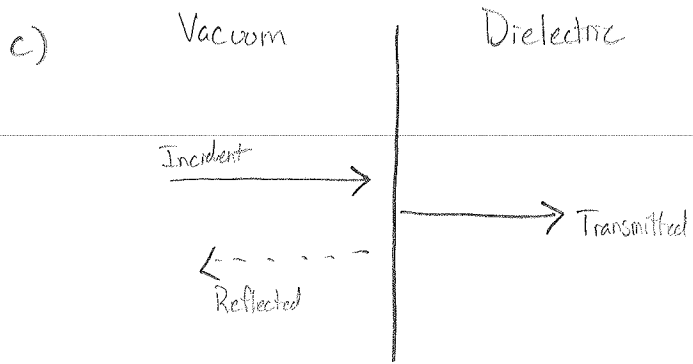 c) Vacuum Dielectric
Incident
Transmitted
Reflected